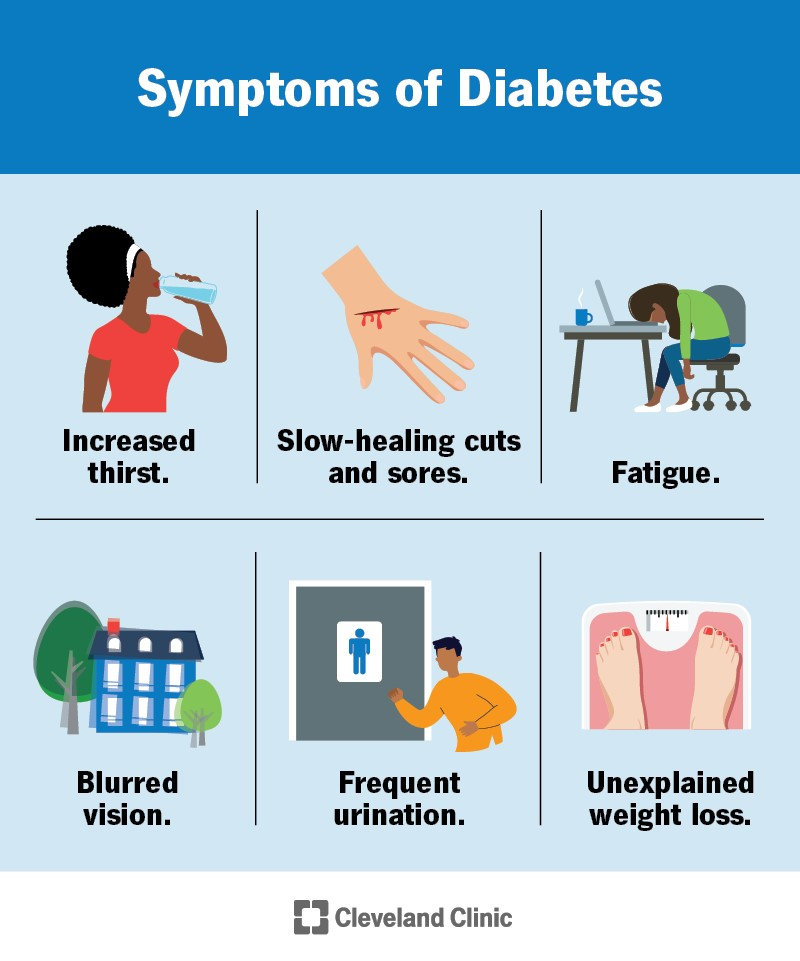 Symptoms of Diabetes
Increased
thirst.
Slow-healing cuts
and sores.
Fatigue.
Blurred
vision.
Frequent
urination.
Unexplained
weight loss.
Cleveland Clinic